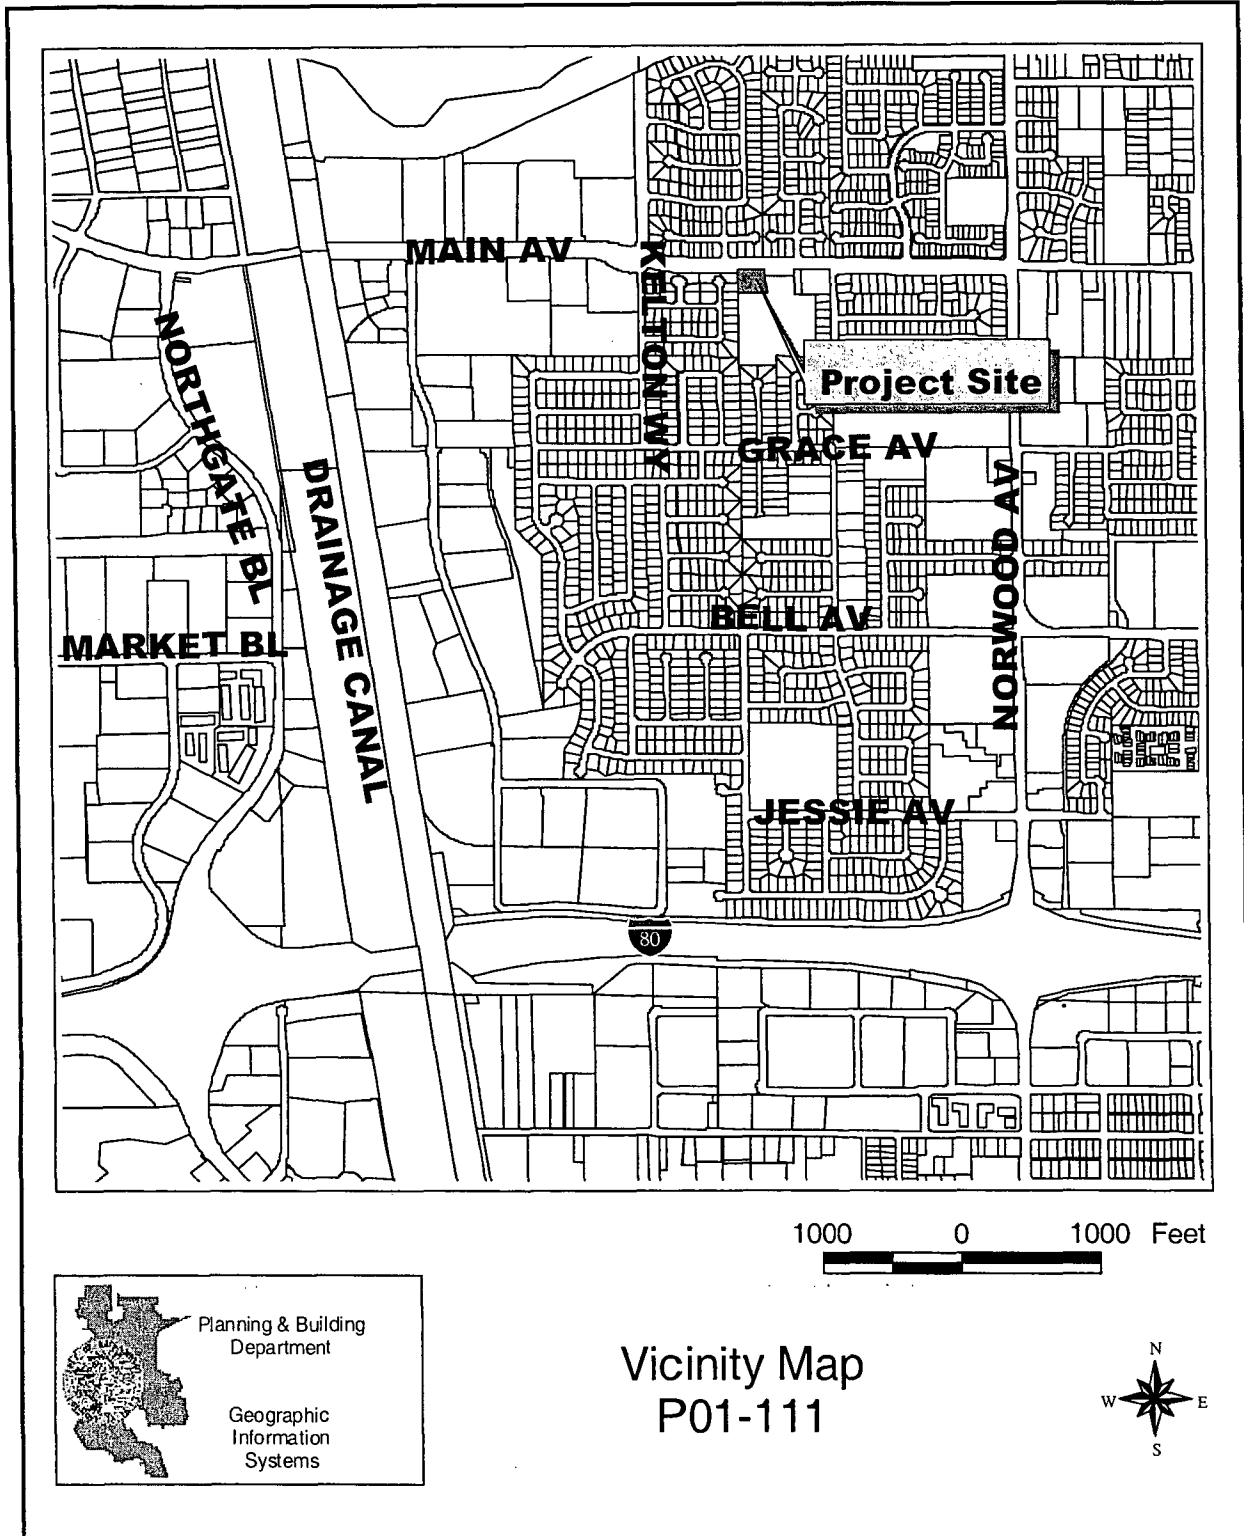 MAIN AV
KELTON WY
NORTHGATE BL
Project Site
GRACE AV
DRAINAGE CANAL
NORWOOD AV
BELL AV
MARKET BL
JESSIE AV
80
1000 0 1000 Feet
Planning & Building
Department
Geographic
Information
Systems
Vicinity Map
P01-111
N
W E
S